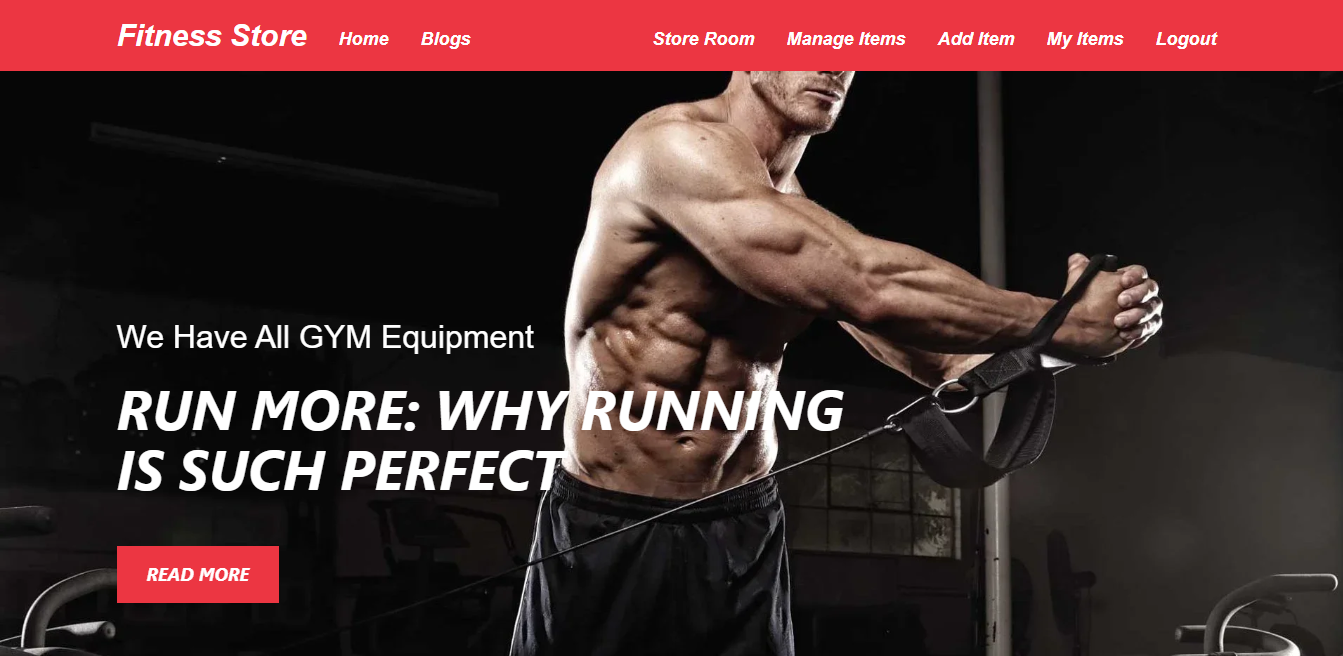 Fitness Store Home Blogs Store Room Manage Items Add Item My Items Logout
We Have All GYM Equipment
RUN MORE: WHY RUNNING
IS SUCH PERFECT
READ MORE